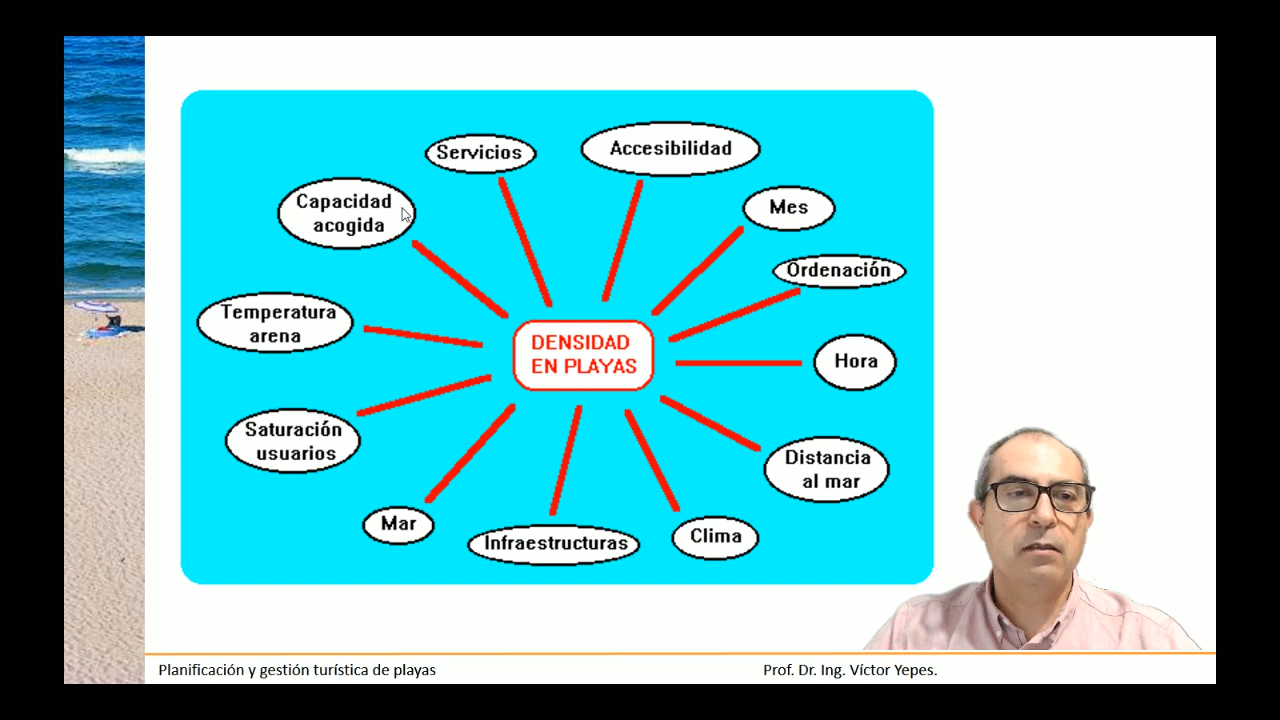 Servicios
Accesibilidad
Capacidad
acogida
Mes
Ordenación
Temperatura
arena
DENSIDAD
EN PLAYAS
Hora
Saturación
usuarios
Distancia
al mar
Mar
Infraestructuras
Clima
Planificación y gestión turística de playas
Prof. Dr. Ing. Víctor Yepes.